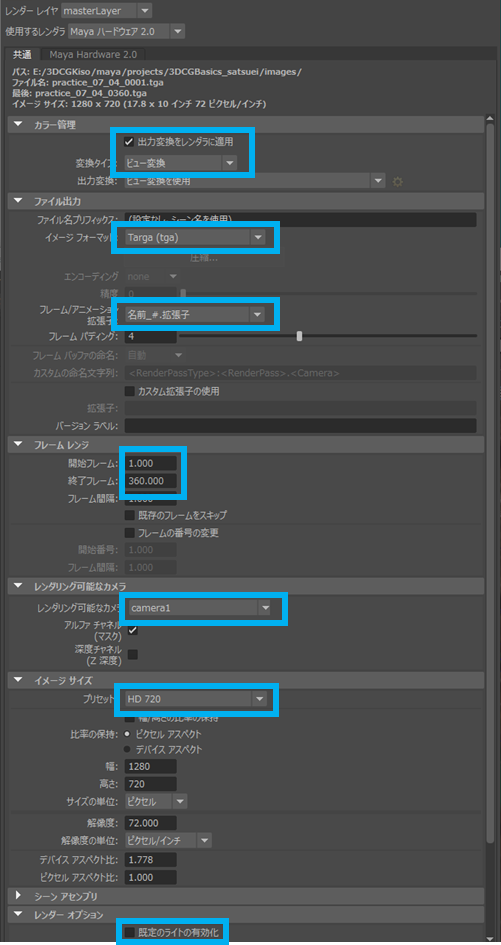 レンダー レイヤ masterLayer
使用するレンダラ Maya ハードウェア 2.0
共通 Maya Hardware 2.0
パス: E:/3DCGKiso/maya/projects/3DCGBasics_satsuei/images/
ファイル名: practice_07_04_0001.tga
最後: practice_07_04_0360.tga
イメージ サイズ: 1280 x 720 (17.8 x 10 インチ 72 ピクセル/インチ)
カラー管理
出力変換をレンダラに適用
変換タイプ: ビュー変換
出力変換: ビュー変換を使用
ファイル出力
ファイル名プリフィックス: (設定なし。シーン名を使用)
イメージ フォーマット: Targa (tga)
圧縮...
エンコーディング none
精度 0
フレーム/アニメーション
拡張子: 名前_#.拡張子
フレーム パディング: 4
フレーム バッファの命名: 自動
カスタムの命名文字列: <RenderPassType>:<RenderPass>.<Camera>
カスタム拡張子の使用
拡張子:
バージョン ラベル:
フレーム レンジ
開始フレーム: 1.000
終了フレーム: 360.000
フレーム間隔: 1.000
既存のフレームをスキップ
フレームの番号の変更
開始番号: 1.000
フレーム間隔: 1.000
レンダリング可能なカメラ
レンダリング可能なカメラ camera1
アルファ チャネル
(マスク)
深度チャネル
(Z 深度)
イメージ サイズ
プリセット: HD 720
幅/高さの比率の保持
比率の保持: ピクセル アスペクト
デバイス アスペクト
幅: 1280
高さ: 720
サイズの単位: ピクセル
解像度: 72.000
解像度の単位: ピクセル/インチ
デバイス アスペクト比: 1.778
ピクセル アスペクト比: 1.000
シーン アセンブリ
レンダー オプション
既定のライトの有効化